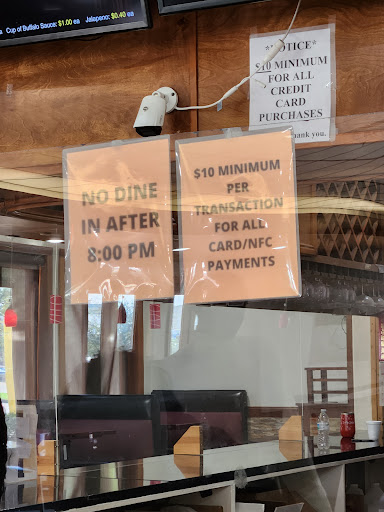 Cup of Buffalo Sauce: $1.00 ea Jalapeno: $0.40 ea
*NOTICE*
$10 MINIMUM
FOR ALL
CREDIT
CARD
PURCHASES
thank you.
NO DINE
IN AFTER
8:00 PM
$10 MINIMUM
PER
TRANSACTION
FOR ALL
CARD/NFC
PAYMENTS